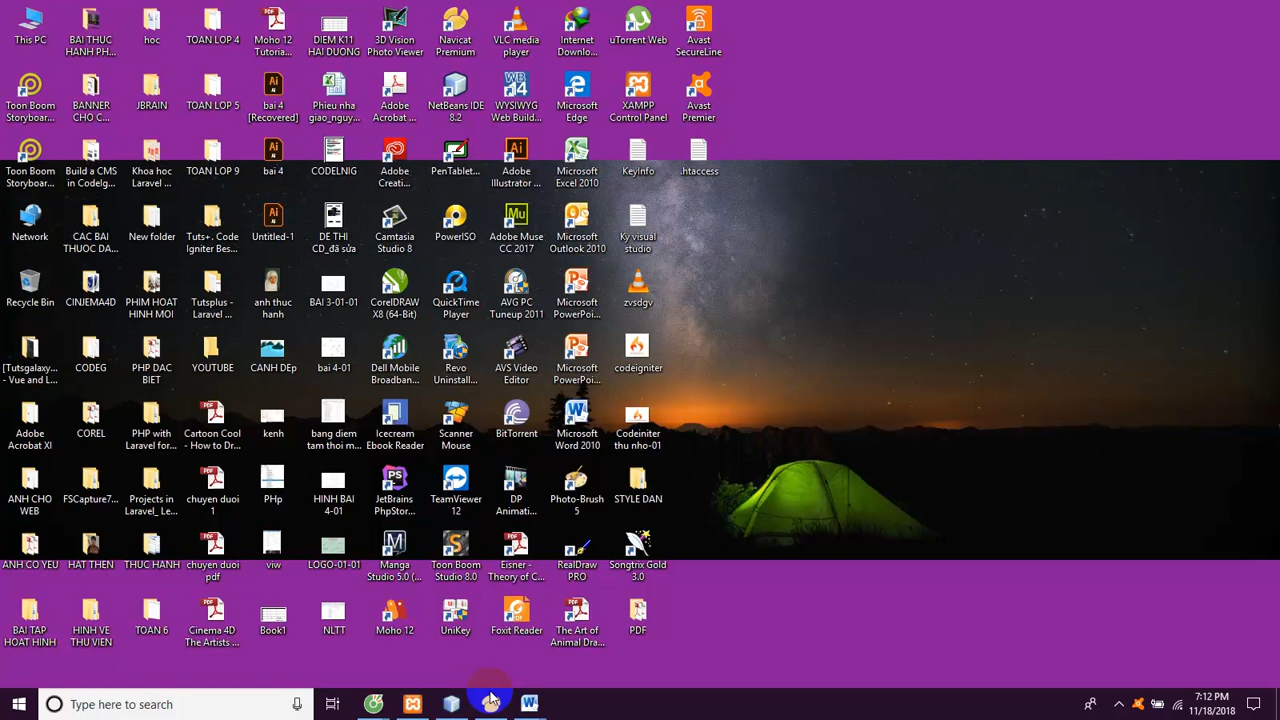 This PC
BAI THUC
HANH PH...
hoc
TOAN LOP 4
Moho 12
Tutoria...
DIEM K11
HAI DUONG
3D Vision
Photo Viewer
Navicat
Premium
VLC media
player
Internet
Downlo...
uTorrent Web
Avast
SecureLine
Toon Boom
Storyboar...
BANNER
CHO C...
JBRAIN
TOAN LOP 5
bai 4
[Recovered]
Phieu nha
giao_nguy...
Adobe
Acrobat ...
NetBeans IDE
8.2
WYSIWYG
Web Build...
Microsoft
Edge
XAMPP
Control Panel
Avast
Premier
Toon Boom
Storyboar...
Build a CMS
in CodeIg...
Khoa hoc
Laravel ...
TOAN LOP 9
bai 4
CODELNIG
Adobe
Creati...
PenTablet...
Adobe
Illustrator ...
Microsoft
Excel 2010
KeyInfo
.htaccess
Network
CAC BAI
THUOC DA...
New folder
Tuts+. Code
Igniter Bes...
Untitled-1
DE THI
CD_đã sửa
Camtasia
Studio 8
PowerISO
Adobe Muse
CC 2017
Microsoft
Outlook 2010
Ky visual
studio
Recycle Bin
CINJEMA4D
PHIM HOAT
HINH MOI
Tutsplus -
Laravel ...
anh thuc
hanh
BAI 3-01-01
CorelDRAW
X8 (64-Bit)
QuickTime
Player
AVG PC
Tuneup 2011
Microsoft
PowerPoi...
zvsdgv
[Tutsgalaxy...
- Vue and L...
CODEG
PHP DAC
BIET
YOUTUBE
CANH DEp
bai 4-01
Dell Mobile
Broadban...
Revo
Uninstall...
AVS Video
Editor
Microsoft
PowerPoi...
codeigniter
Adobe
Acrobat XI
COREL
PHP with
Laravel for...
Cartoon Cool
- How to Dr...
kenh
bang diem
tam thoi m...
Icecream
Ebook Reader
Scanner
Mouse
BitTorrent
Microsoft
Word 2010
Codeiniter
thu nho-01
ANH CHO
WEB
FSCapture7...
Projects in
Laravel_ Le...
chuyen duoi
1
PHp
HINH BAI
4-01
JetBrains
PhpStor...
TeamViewer
12
DP
Animati...
Photo-Brush
5
STYLE DAN
ANH CO YEU
HAT THEN
THUC HANH
chuyen duoi
pdf
viw
LOGO-01-01
Manga
Studio 5.0 (...
Toon Boom
Studio 8.0
Eisner -
Theory of C...
RealDraw
PRO
Songtrix Gold
3.0
BAI TAP
HOAT HINH
HINH VE
THU VIEN
TOAN 6
Cinema 4D
The Artists ...
Book1
NLTT
Moho 12
UniKey
Foxit Reader
The Art of
Animal Dra...
PDF
Type here to search
7:12 PM
11/18/2018